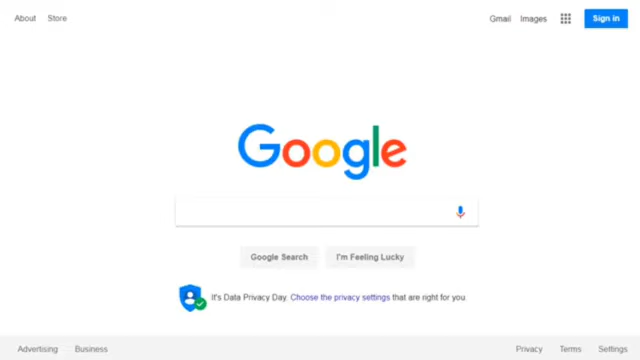 About Store
Gmail Images Sign in
Google
Google Search I'm Feeling Lucky
It's Data Privacy Day. Choose the privacy settings that are right for you
Advertising Business Privacy Terms Settings